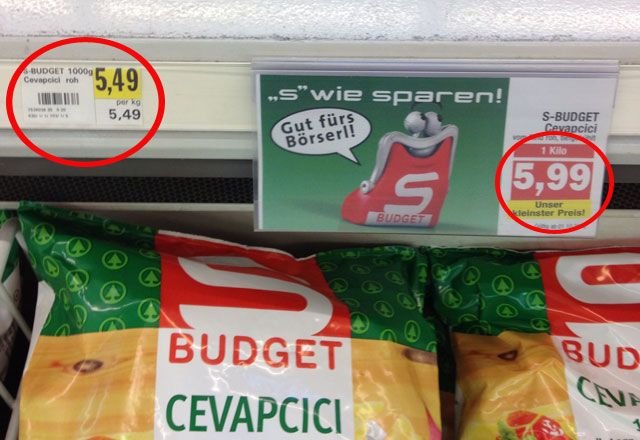 S-BUDGET 1000g
Cevapcici roh
5,49
per kg
5,49
„s” wie sparen!
Gut fürs
Börserl!
S
BUDGET
S-BUDGET
Cevapcici
1 Kilo
5,99
Unser
kleinster Preis!
S
BUDGET
CEVAPCICI
S
BUDG
CEVAP